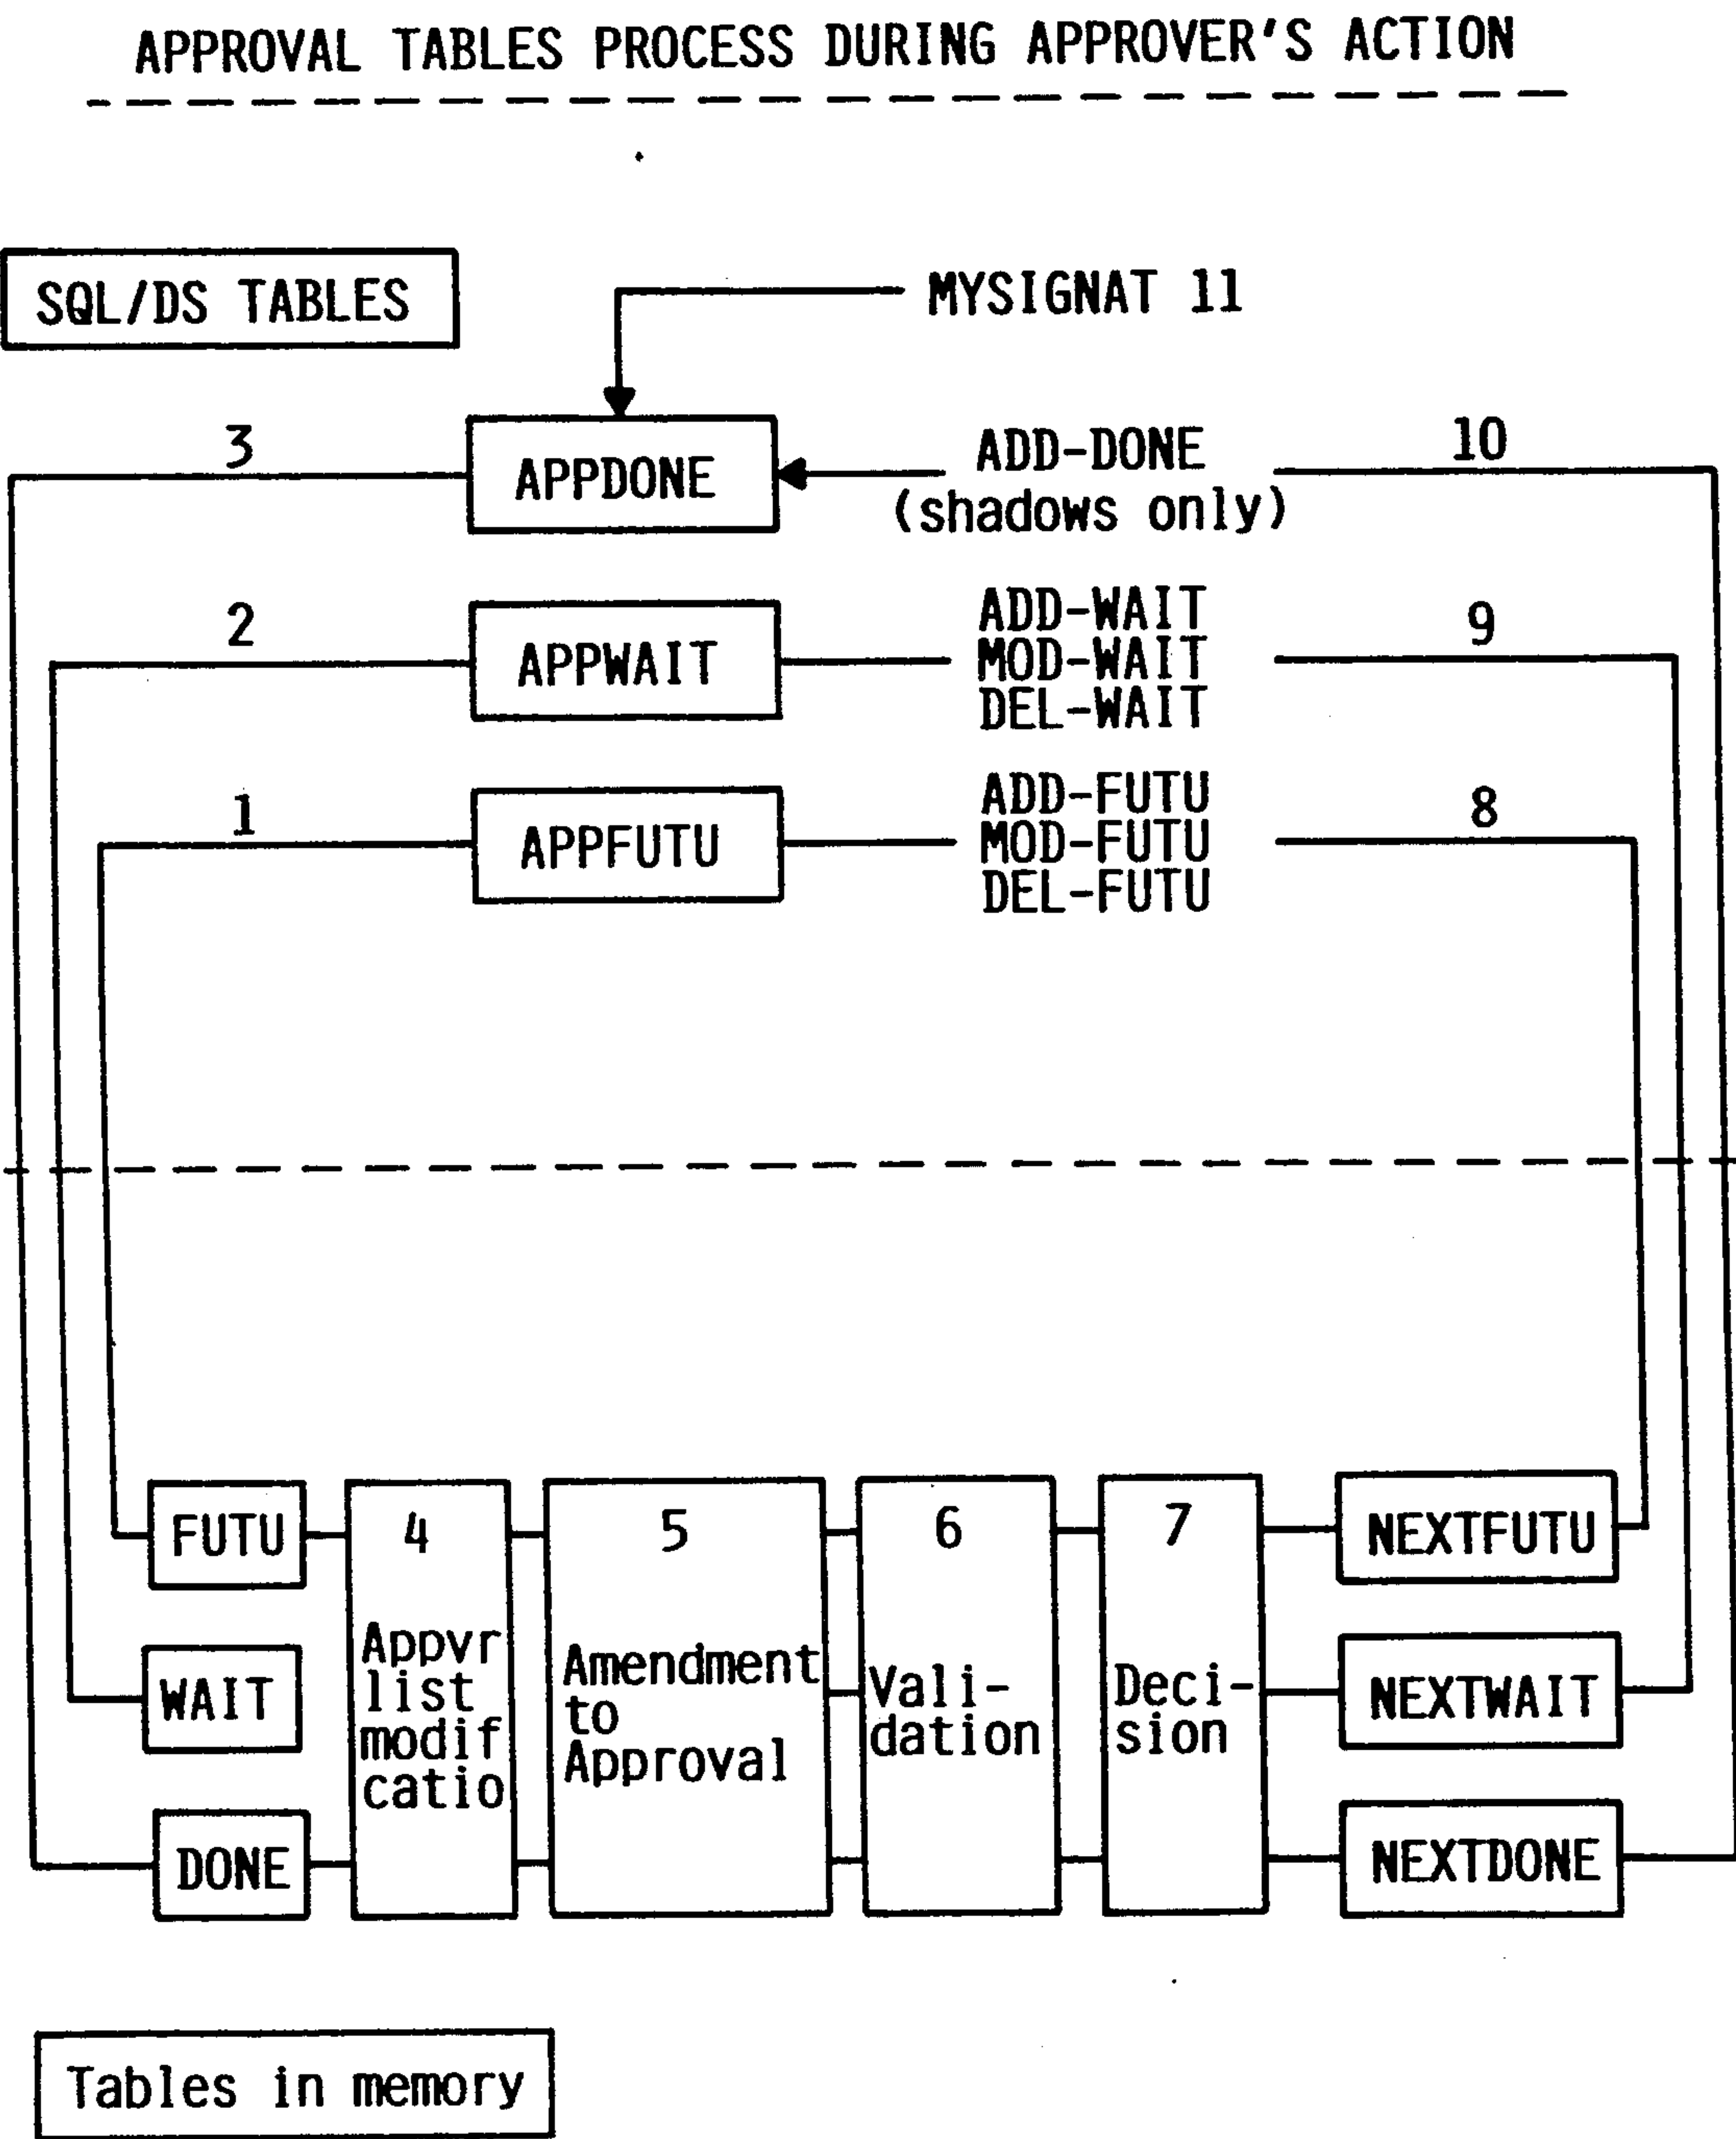 APPROVAL TABLES PROCESS DURING APPROVER'S ACTION
SQL/DS TABLES
MYSIGNAT 11
3
APPDONE
ADD-DONE
(shadows only)
10
2
APPWAIT
ADD-WAIT
MOD-WAIT
DEL-WAIT
9
1
APPFUTU
ADD-FUTU
MOD-FUTU
DEL-FUTU
8
FUTU
WAIT
DONE
4
Appvr
list
modif
catio
5
Amendment
to
Approval
6
Vali-
dation
7
Deci-
sion
NEXTFUTU
NEXTWAIT
NEXTDONE
Tables in memory